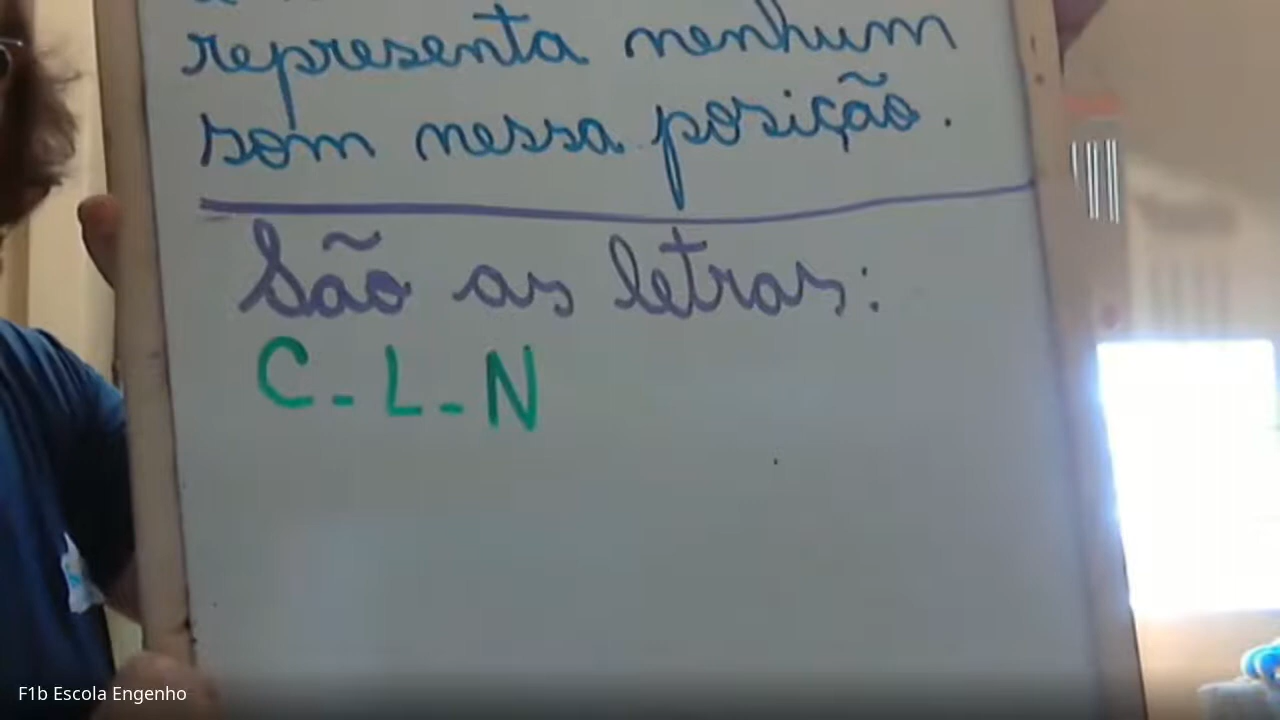 representa nenhum
som nessa posição.
São as letras:
C - L - N
F1b Escola Engenho